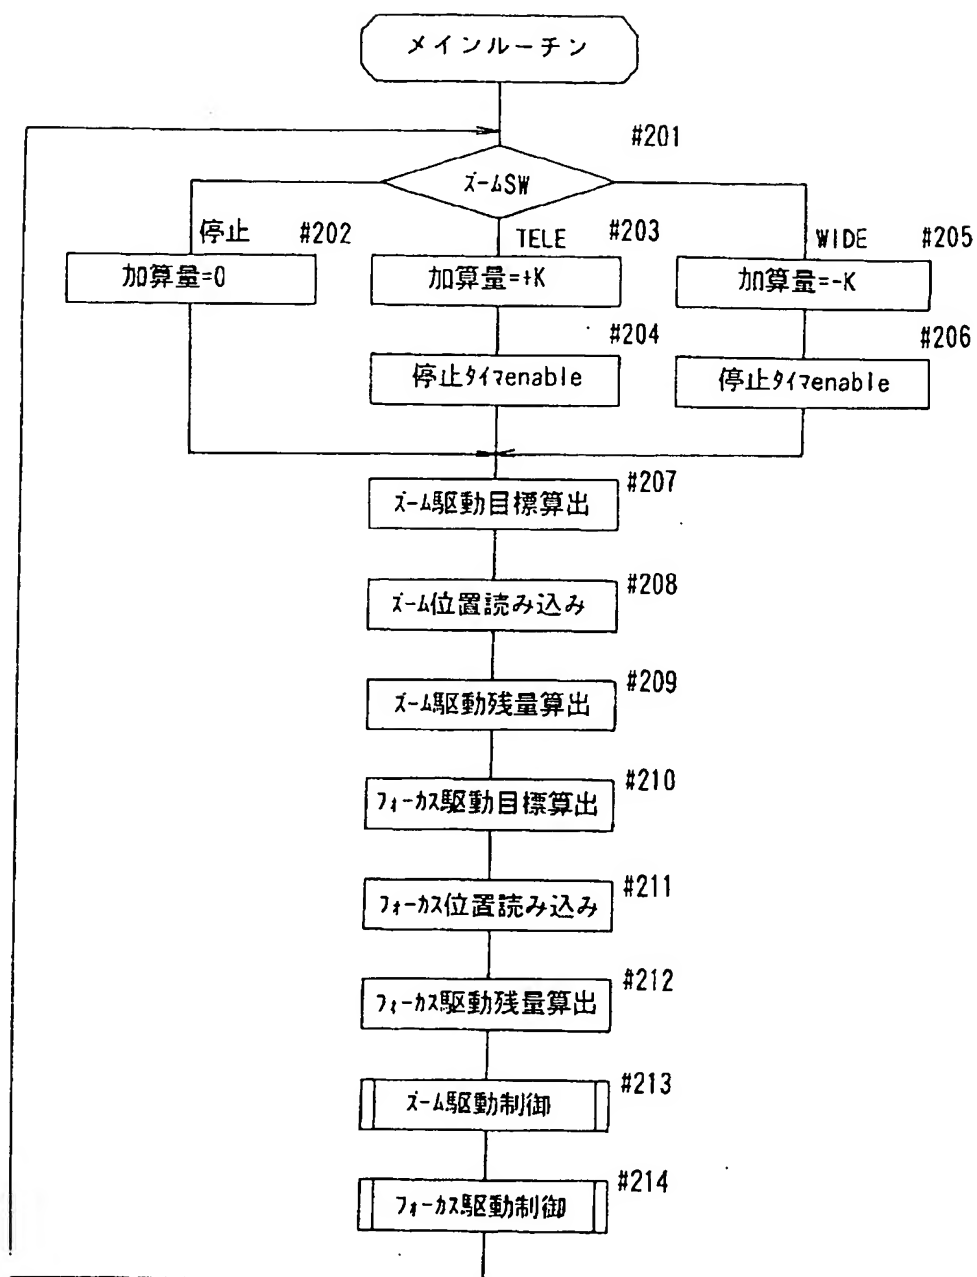 メインルーチン
#201
ズームSW
停止
#202
TELE
#203
WIDE
#205
加算量=0
加算量=+K
加算量=-K
#204
#206
停止ﾀｲﾏenable
停止ﾀｲﾏenable
#207
ズーム駆動目標算出
#208
ズーム位置読み込み
#209
ズーム駆動残量算出
#210
フォーカス駆動目標算出
#211
フォーカス位置読み込み
#212
フォーカス駆動残量算出
#213
ズーム駆動制御
#214
フォーカス駆動制御